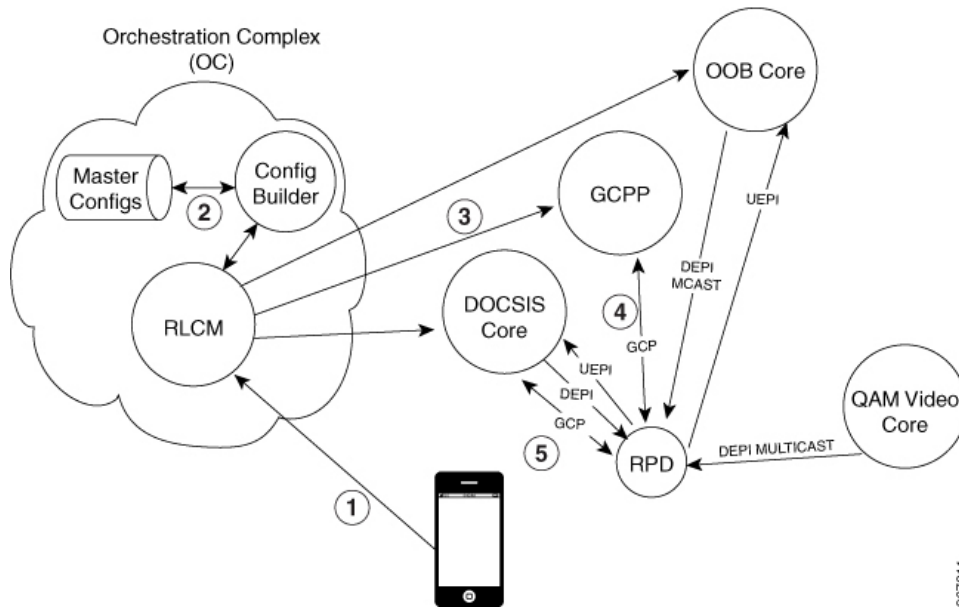 Orchestration Complex
(OC)
OOB Core
Master
Configs
Config
Builder
2
3
GCPP
UEPI
DEPI
MCAST
RLCM
DOCSIS
Core
4
GCP
UEPI
DEPI
GCP
5
RPD
QAM Video
Core
DEPI MULTICAST
1